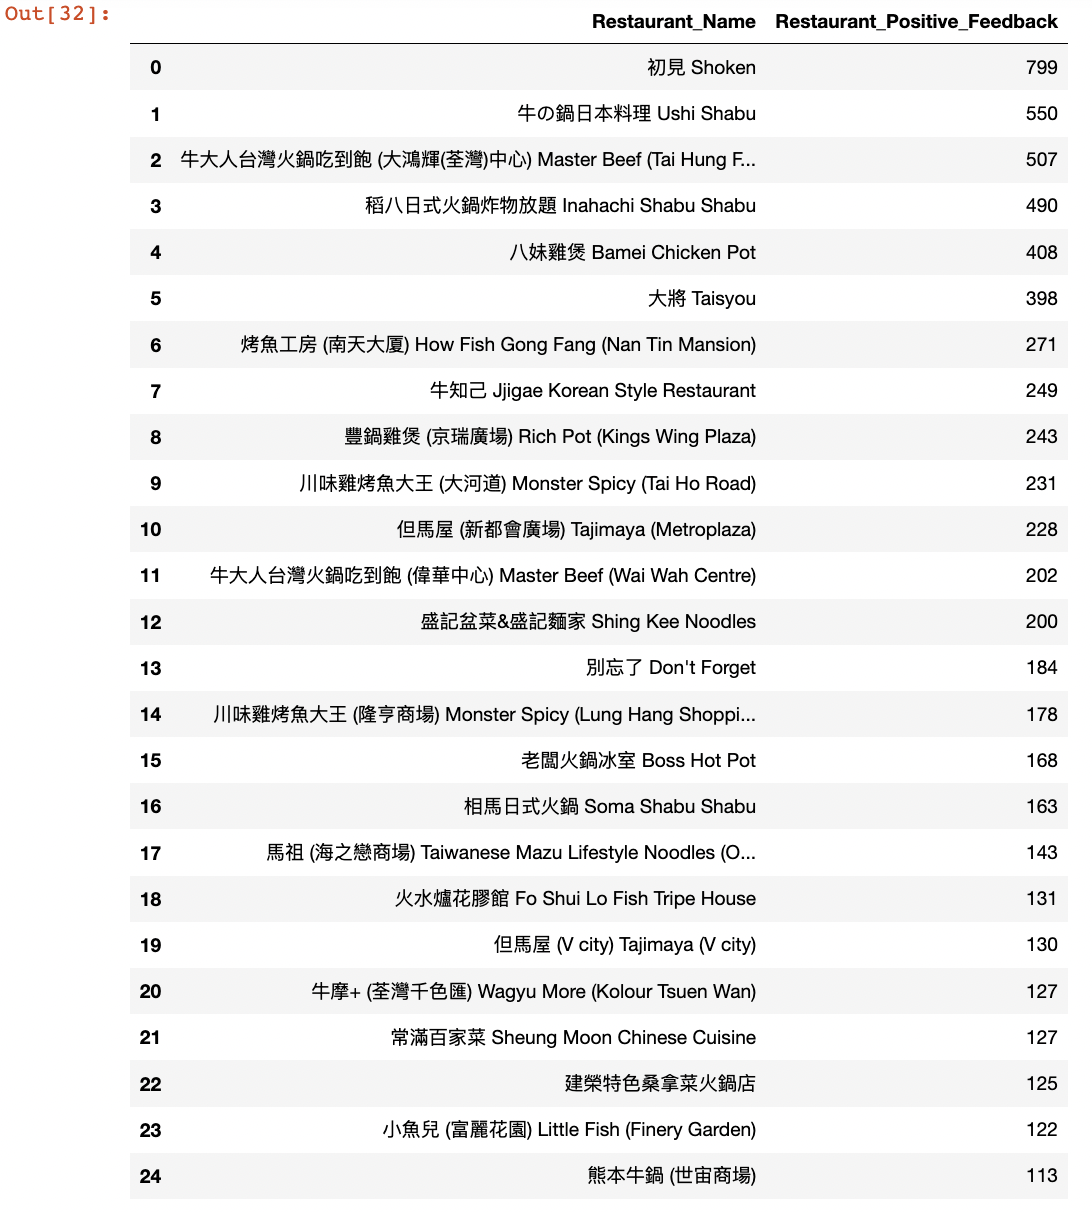 Out[32]:
Restaurant_Name Restaurant_Positive_Feedback
0 初見 Shoken 799
1 牛の鍋日本料理 Ushi Shabu 550
2 牛大人台灣火鍋吃到飽 (大鴻輝(荃灣)中心) Master Beef (Tai Hung F... 507
3 稻八日式火鍋炸物放題 Inahachi Shabu Shabu 490
4 八妹雞煲 Bamei Chicken Pot 408
5 大將 Taisyou 398
6 烤魚工房 (南天大厦) How Fish Gong Fang (Nan Tin Mansion) 271
7 牛知己 Jjigae Korean Style Restaurant 249
8 豐鍋雞煲 (京瑞廣場) Rich Pot (Kings Wing Plaza) 243
9 川味雞烤魚大王 (大河道) Monster Spicy (Tai Ho Road) 231
10 但馬屋 (新都會廣場) Tajimaya (Metroplaza) 228
11 牛大人台灣火鍋吃到飽 (偉華中心) Master Beef (Wai Wah Centre) 202
12 盛記盆菜&盛記麵家 Shing Kee Noodles 200
13 別忘了 Don't Forget 184
14 川味雞烤魚大王 (隆亨商場) Monster Spicy (Lung Hang Shoppi... 178
15 老闆火鍋冰室 Boss Hot Pot 168
16 相馬日式火鍋 Soma Shabu Shabu 163
17 馬祖 (海之戀商場) Taiwanese Mazu Lifestyle Noodles (O... 143
18 火水爐花膠館 Fo Shui Lo Fish Tripe House 131
19 但馬屋 (V city) Tajimaya (V city) 130
20 牛摩+ (荃灣千色匯) Wagyu More (Kolour Tsuen Wan) 127
21 常滿百家菜 Sheung Moon Chinese Cuisine 127
22 建榮特色桑拿菜火鍋店 125
23 小魚兒 (富麗花園) Little Fish (Finery Garden) 122
24 熊本牛鍋 (世宙商場) 113